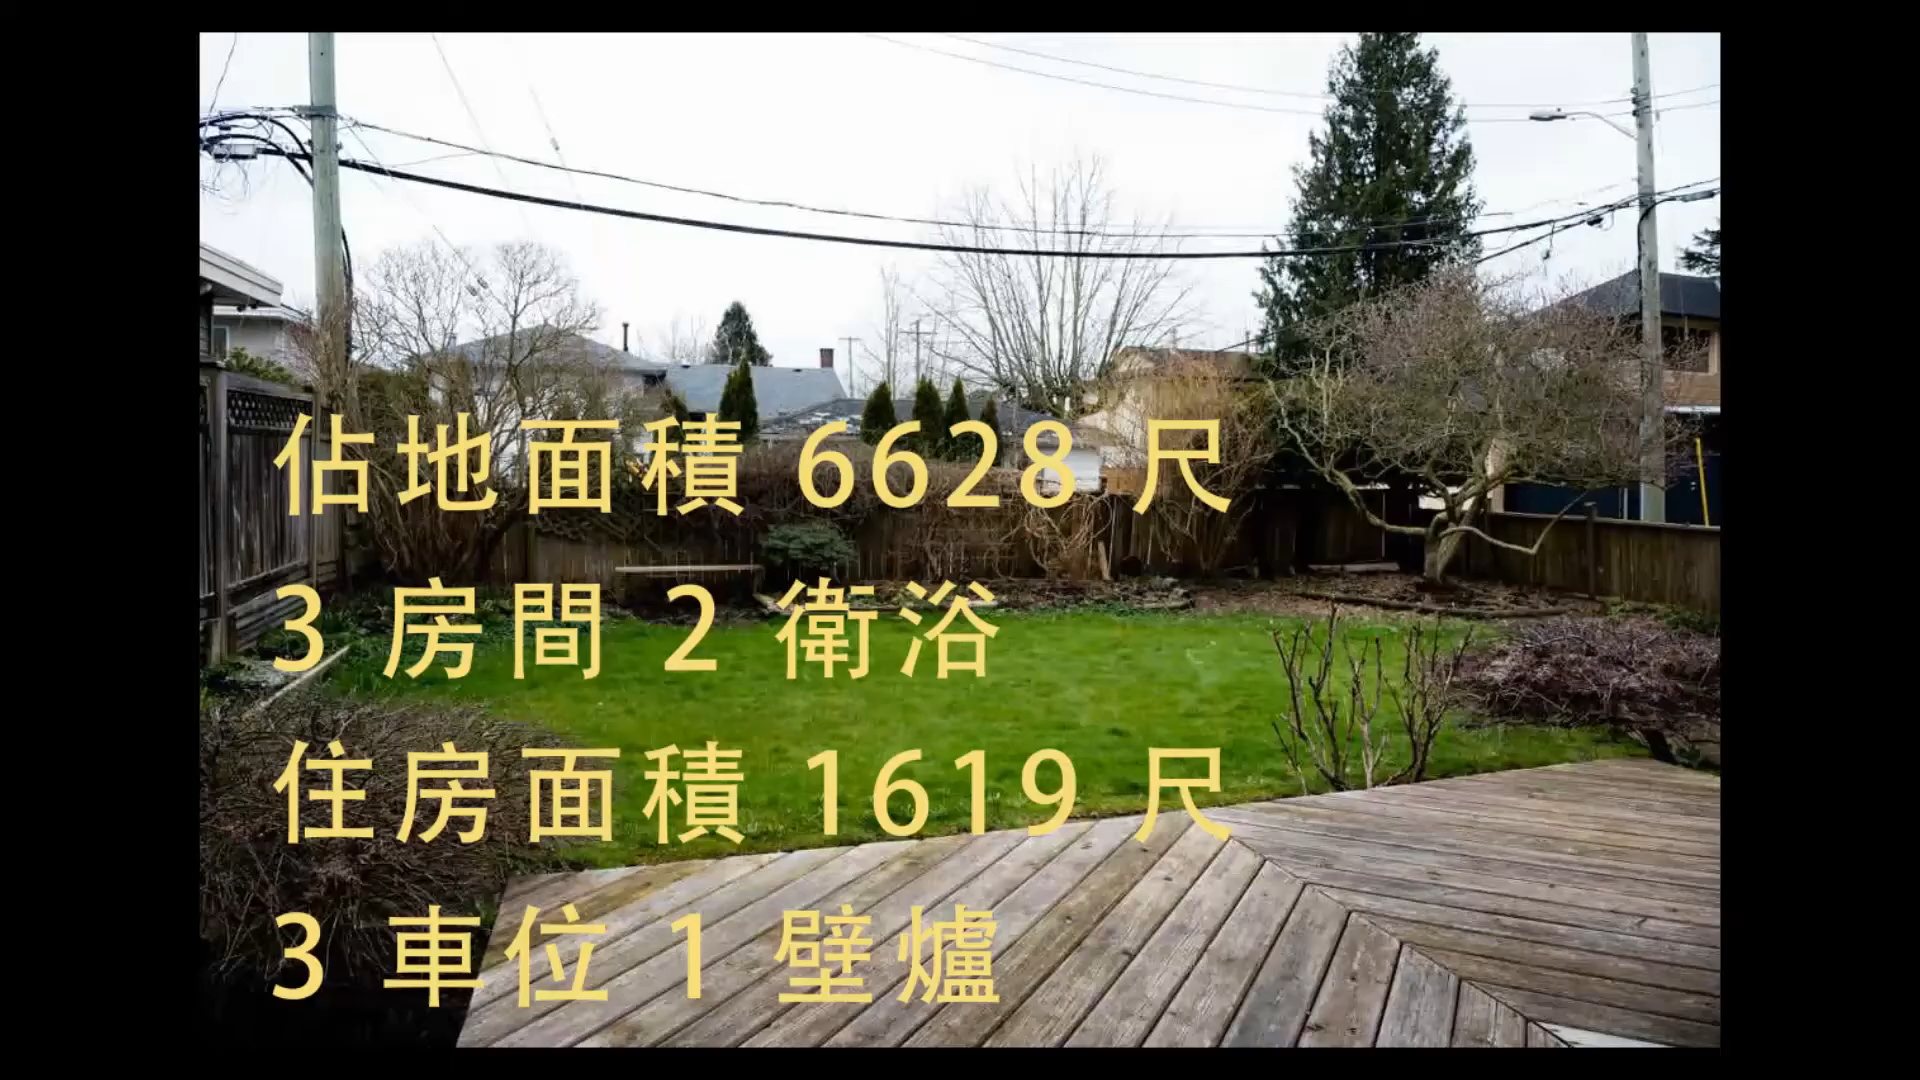 佔地面積 6628 尺
3 房間 2 衛浴
住房面積 1619 尺
3 車位 1 壁爐